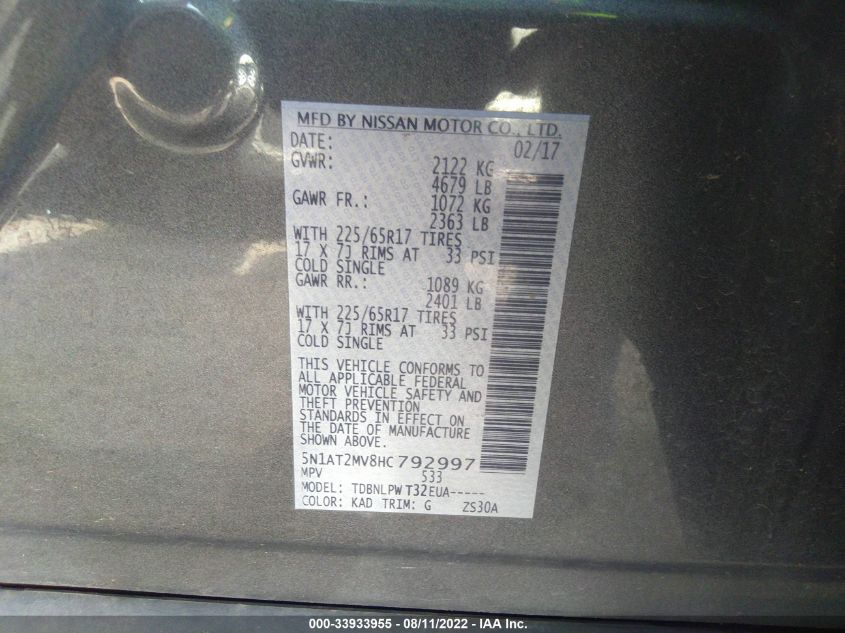 MFD BY NISSAN MOTOR CO., LTD.
DATE: 02/17
GVWR: 2122 KG
4679 LB
GAWR FR.: 1072 KG
2363 LB
WITH 225/65R17 TIRES
17 X 7J RIMS AT 33 PSI
COLD SINGLE
GAWR RR.: 1089 KG
2401 LB
WITH 225/65R17 TIRES
17 X 7J RIMS AT 33 PSI
COLD SINGLE
THIS VEHICLE CONFORMS TO
ALL APPLICABLE FEDERAL
MOTOR VEHICLE SAFETY AND
THEFT PREVENTION
STANDARDS IN EFFECT ON
THE DATE OF MANUFACTURE
SHOWN ABOVE.
5N1AT2MV8HC792997
MPV 533
MODEL: TDBNLPW T32EUA-----
COLOR: KAD TRIM: G ZS30A
000-33933955 - 08/11/2022 - IAA Inc.